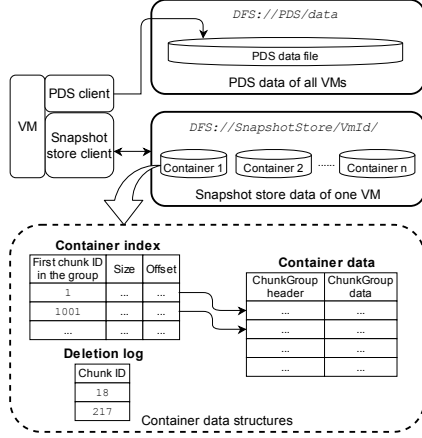 DFS://PDS/data
PDS data file
PDS data of all VMs
PDS client
VM
Snapshot
store client
DFS://SnapshotStore/VmId/
Container 1
Container 2
......
Container n
Snapshot store data of one VM
Container index
First chunk ID
in the group
Size
Offset
1
...
...
1001
...
...
...
...
...
Container data
ChunkGroup
header
ChunkGroup
data
...
...
...
...
...
...
...
...
Deletion log
Chunk ID
18
217
Container data structures